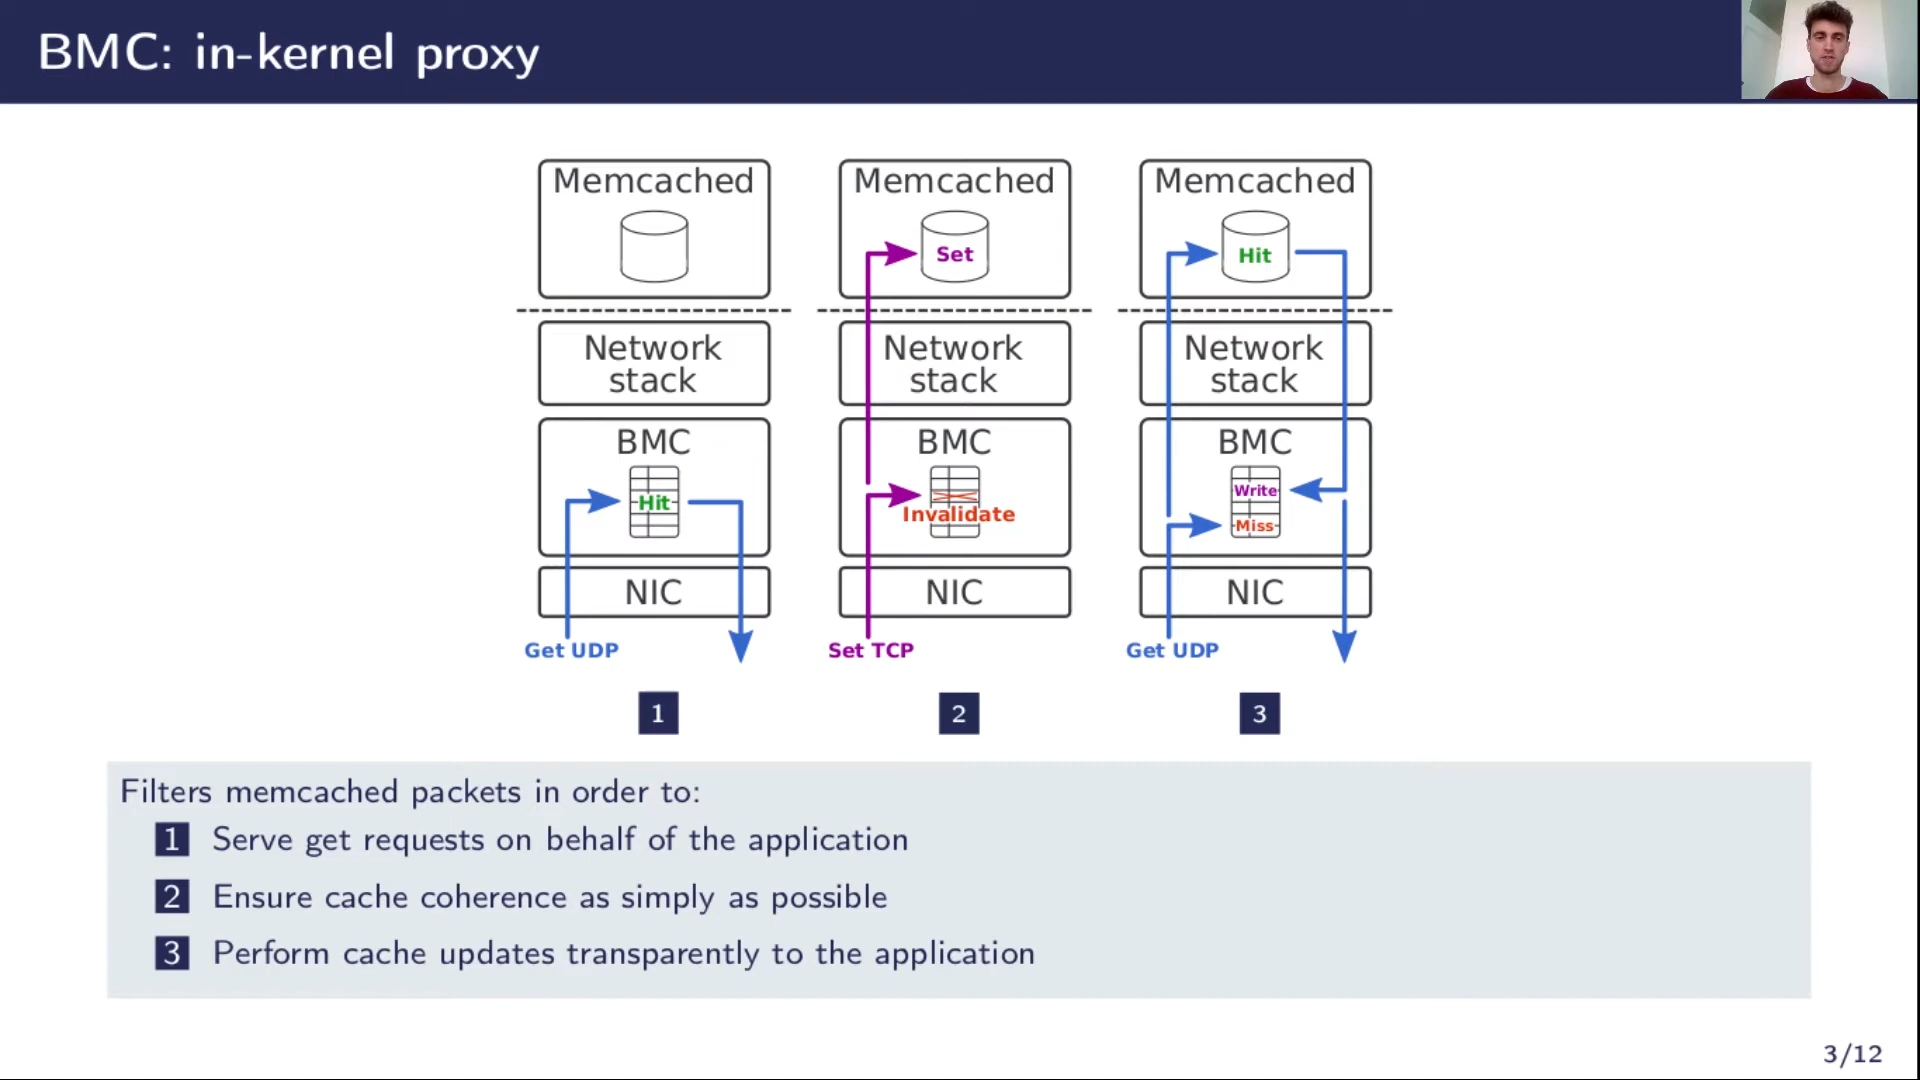 BMC: in-kernel proxy
Memcached
Network
stack
BMC
Hit
NIC
Get UDP
1
Memcached
Set
Network
stack
BMC
Invalidate
NIC
Set TCP
2
Memcached
Hit
Network
stack
BMC
Write
Miss
NIC
Get UDP
3
Filters memcached packets in order to:
1 Serve get requests on behalf of the application
2 Ensure cache coherence as simply as possible
3 Perform cache updates transparently to the application
3/12